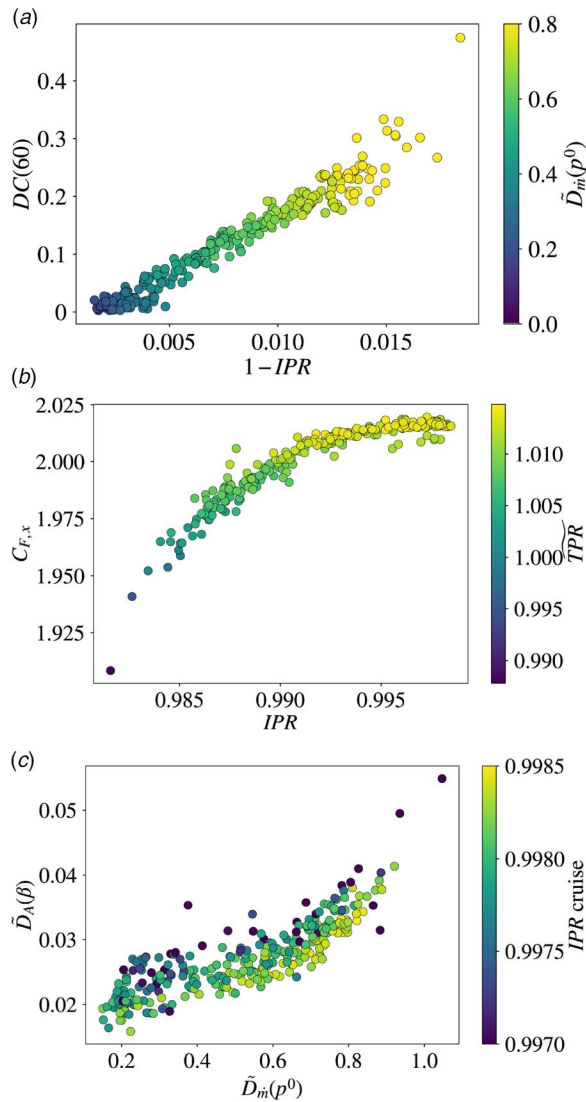 (a)
0.4
0.3
0.2
0.1
0
DC(60)
0.005 0.010 0.015
1−IPR
0.8
0.6
0.4
0.2
0.0
D̃ṁ(p⁰)
(b)
2.025
2.000
1.975
1.950
1.925
C_F,x
0.985 0.990 0.995
IPR
1.010
1.005
1.000
0.995
0.990
T͠PR
(c)
0.05
0.04
0.03
0.02
D̃_A(β)
0.2 0.4 0.6 0.8 1.0
D̃ṁ(p⁰)
0.9985
0.9980
0.9975
0.9970
IPR cruise